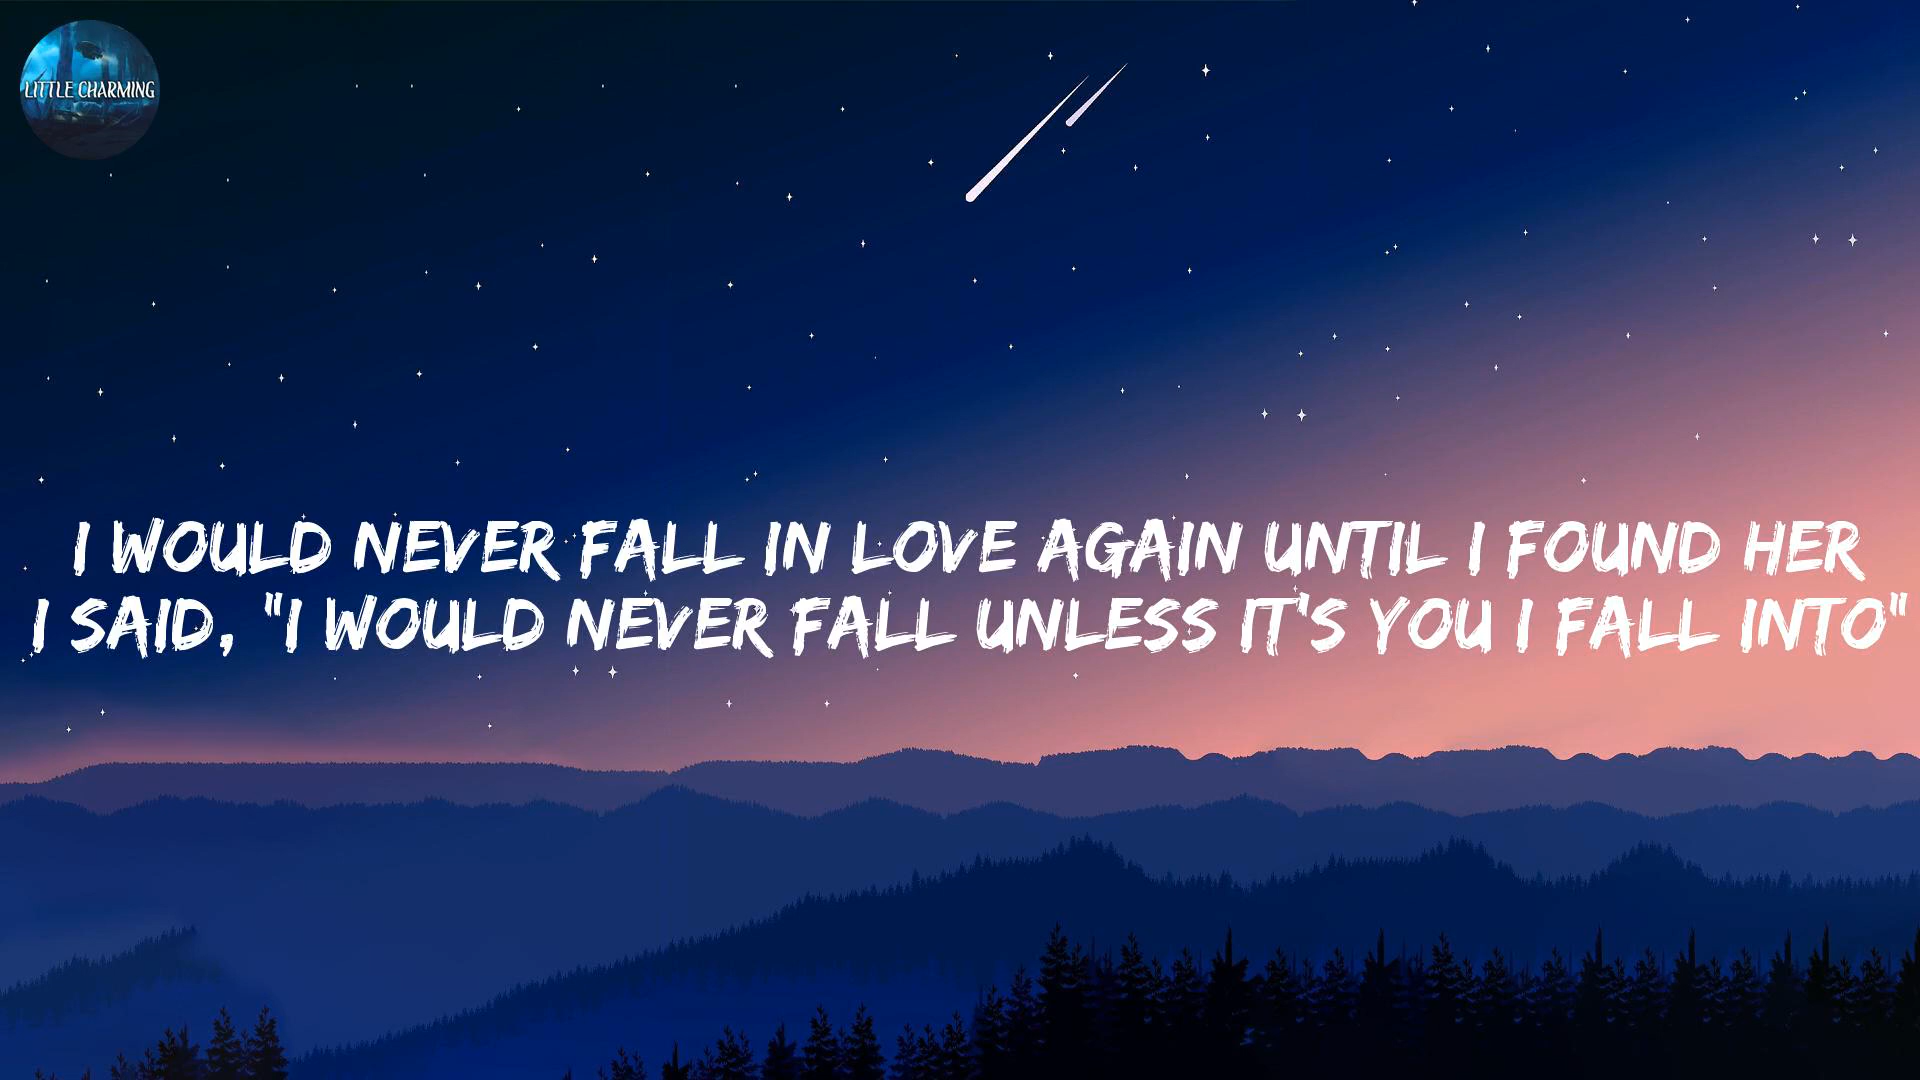 LITTLE CHARMING
I WOULD NEVER FALL IN LOVE AGAIN UNTIL I FOUND HER
I SAID, "I WOULD NEVER FALL UNLESS IT'S YOU I FALL INTO"